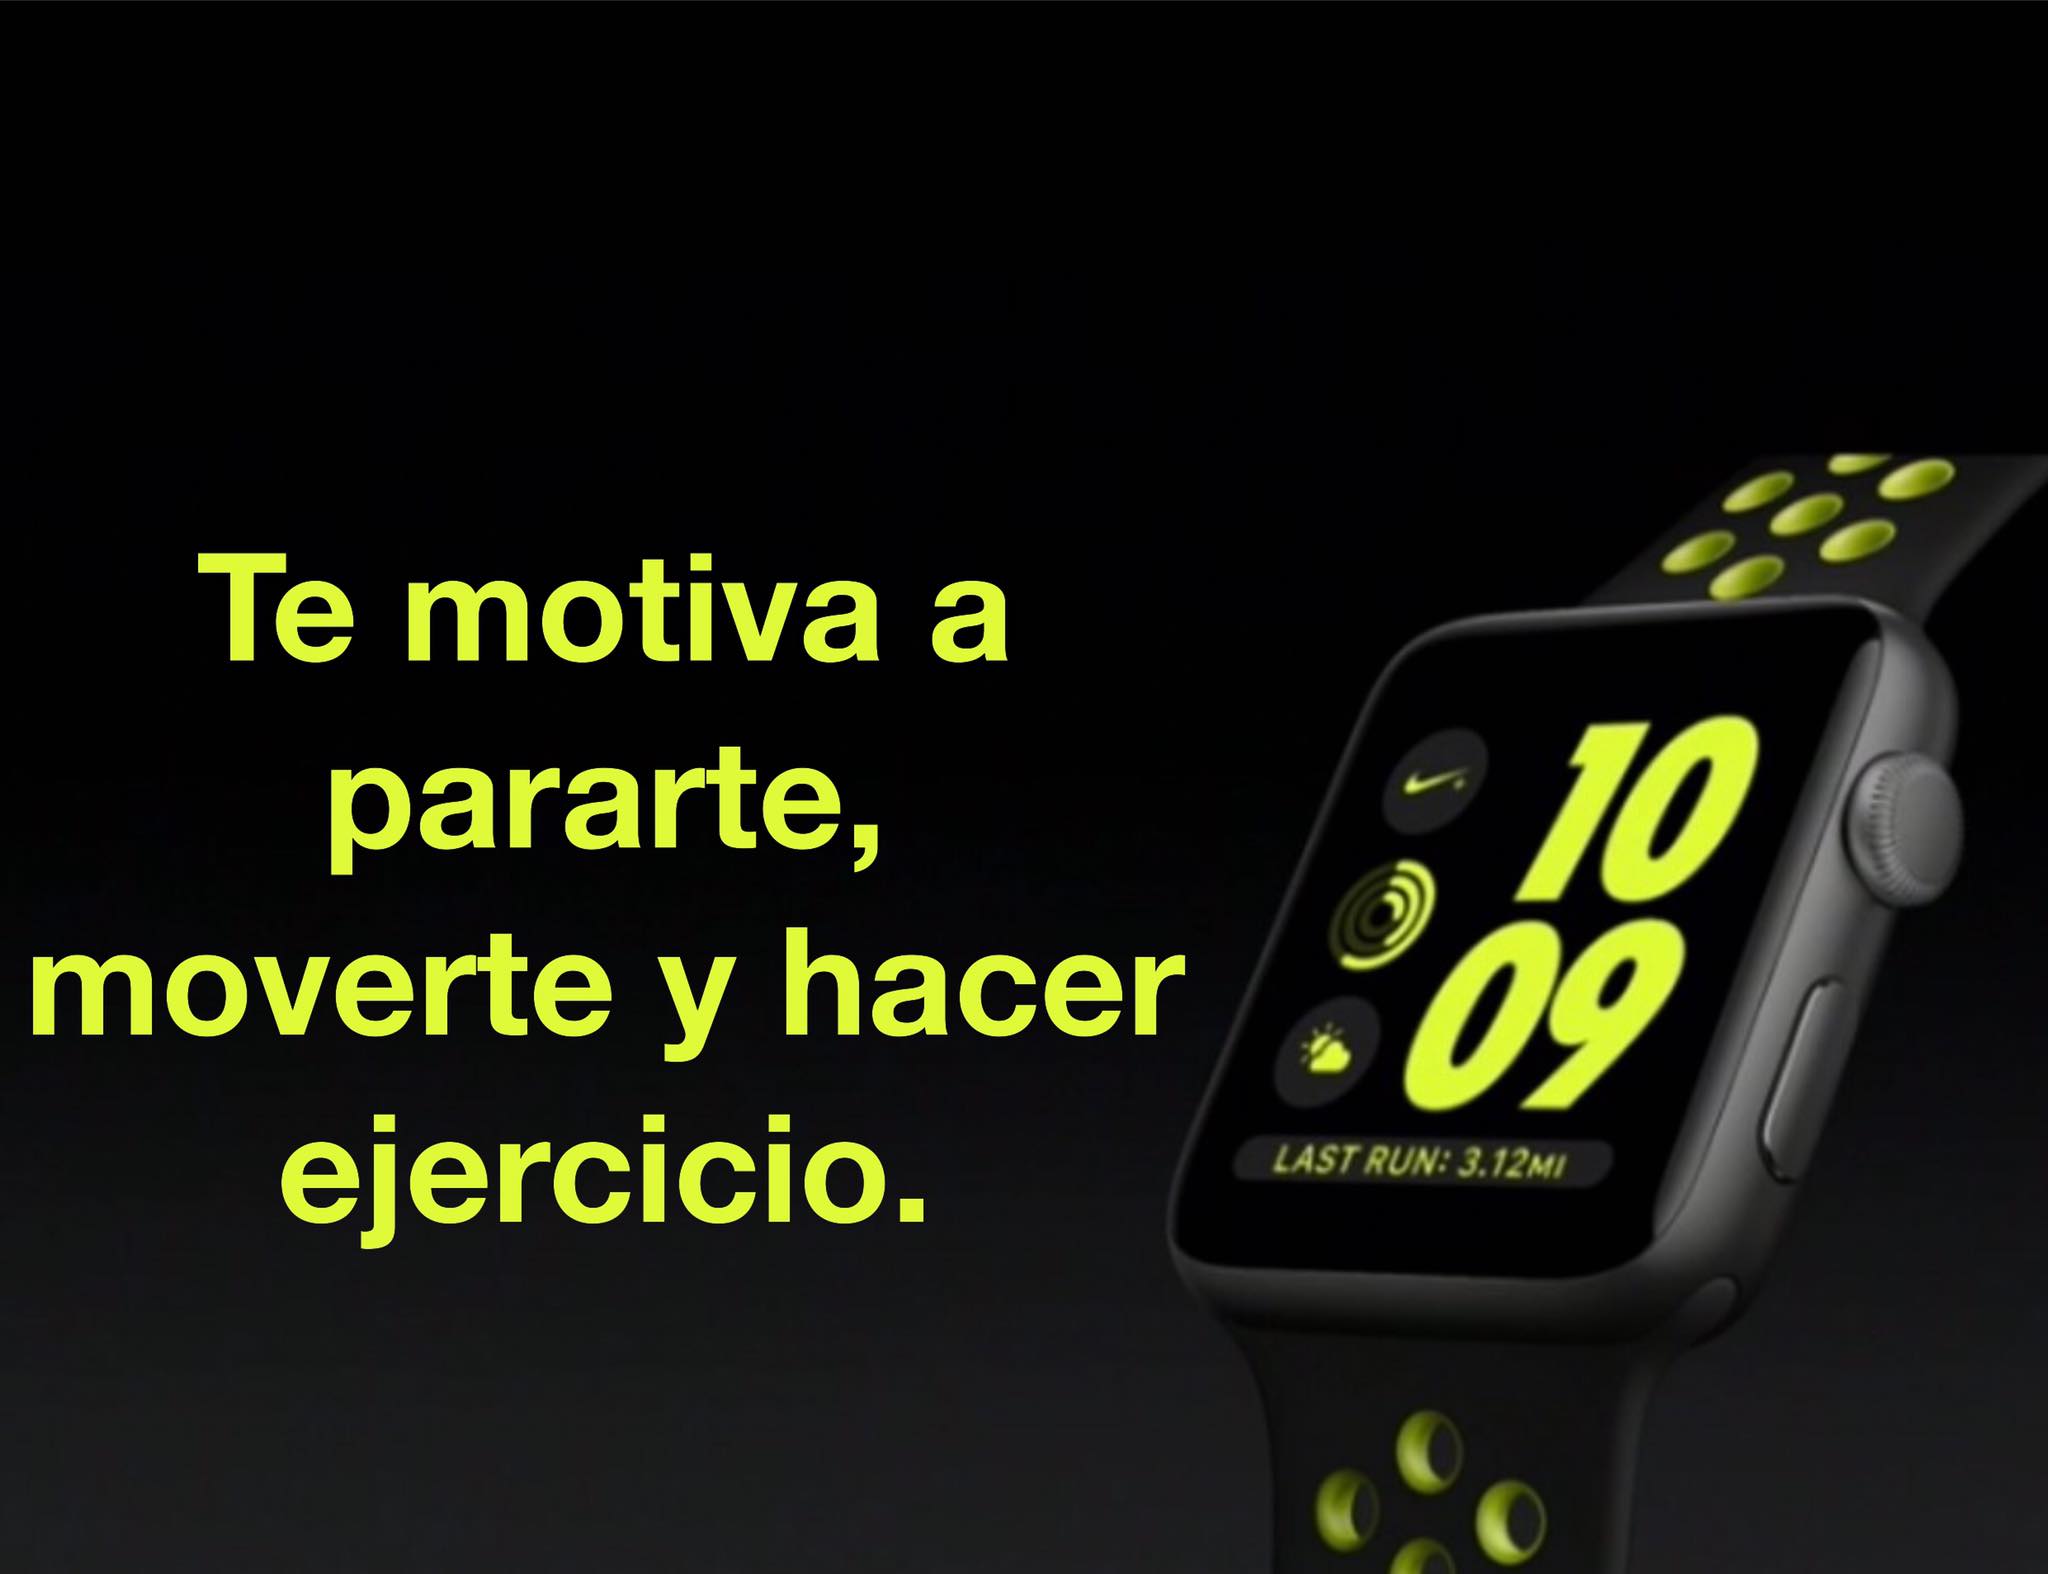 Te motiva a
pararte,
moverte y hacer
ejercicio.
10
09
LAST RUN: 3.12MI